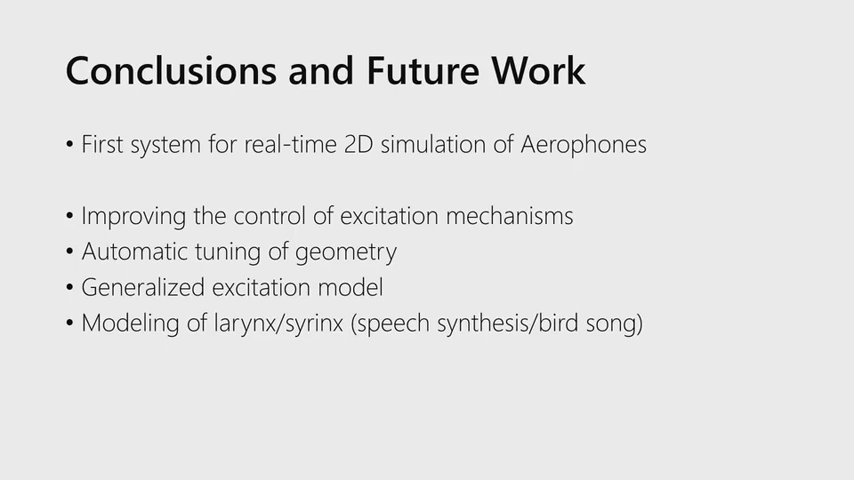 Conclusions and Future Work
• First system for real-time 2D simulation of Aerophones
• Improving the control of excitation mechanisms
• Automatic tuning of geometry
• Generalized excitation model
• Modeling of larynx/syrinx (speech synthesis/bird song)